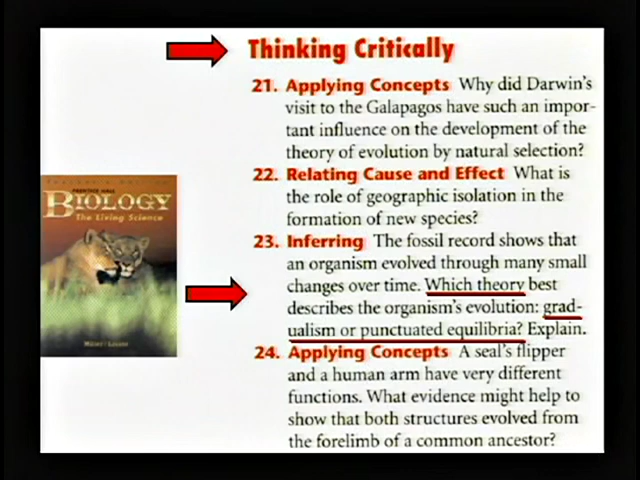 Thinking Critically
21. Applying Concepts Why did Darwin's
visit to the Galapagos have such an impor-
tant influence on the development of the
theory of evolution by natural selection?
22. Relating Cause and Effect What is
the role of geographic isolation in the
formation of new species?
23. Inferring The fossil record shows that
an organism evolved through many small
changes over time. Which theory best
describes the organism's evolution: grad-
ualism or punctuated equilibria? Explain.
24. Applying Concepts A seal's flipper
and a human arm have very different
functions. What evidence might help to
show that both structures evolved from
the forelimb of a common ancestor?
PRENTICE HALL
BIOLOGY
The Living Science
Miller Levine